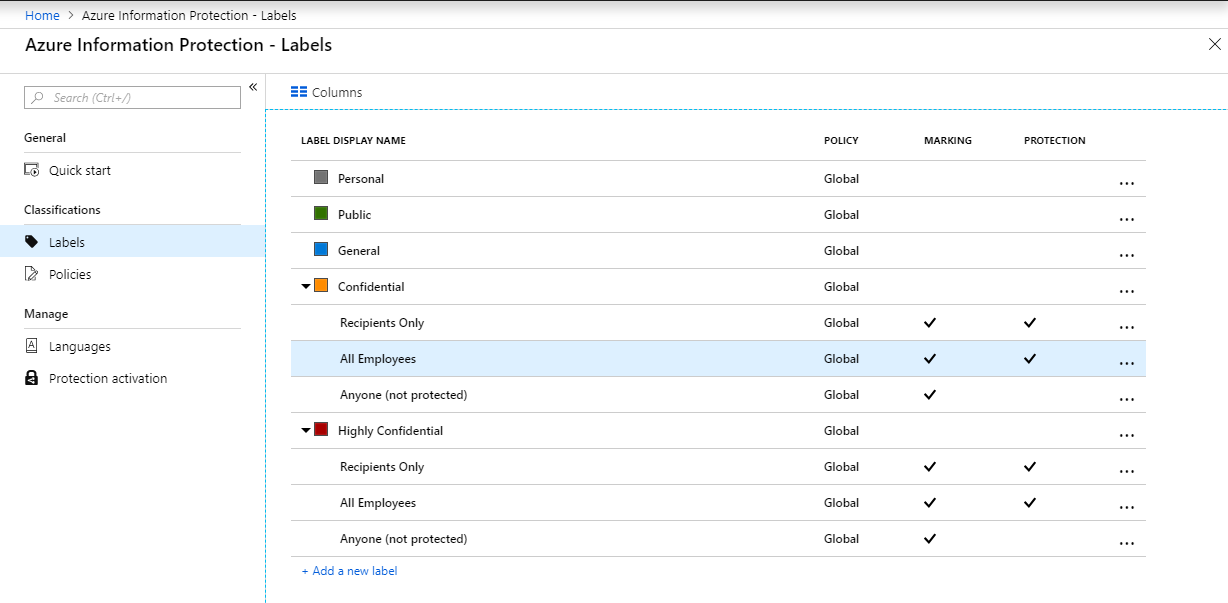 Home > Azure Information Protection - Labels
Azure Information Protection - Labels
Search (Ctrl+/)
«
Columns
General
Quick start
Classifications
Labels
Policies
Manage
Languages
Protection activation
LABEL DISPLAY NAME POLICY MARKING PROTECTION
Personal Global ...
Public Global ...
General Global ...
Confidential Global ...
Recipients Only Global ✓ ✓ ...
All Employees Global ✓ ✓ ...
Anyone (not protected) Global ✓ ...
Highly Confidential Global ...
Recipients Only Global ✓ ✓ ...
All Employees Global ✓ ✓ ...
Anyone (not protected) Global ✓ ...
+ Add a new label